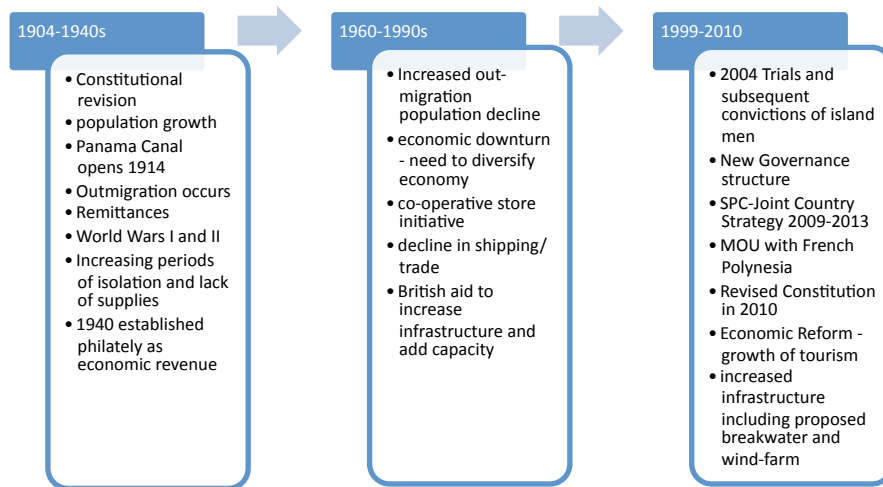 1904-1940s
• Constitutional
revision
• population growth
• Panama Canal
opens 1914
• Outmigration occurs
• Remittances
• World Wars I and II
• Increasing periods
of isolation and lack
of supplies
• 1940 established
philately as
economic revenue
1960-1990s
• Increased out-
migration
population decline
• economic downturn
- need to diversify
economy
• co-operative store
initiative
• decline in shipping/
trade
• British aid to
increase
infrastructure and
add capacity
1999-2010
• 2004 Trials and
subsequent
convictions of island
men
• New Governance
structure
• SPC-Joint Country
Strategy 2009-2013
• MOU with French
Polynesia
• Revised Constitution
in 2010
• Economic Reform -
growth of tourism
• increased
infrastructure
including proposed
breakwater and
wind-farm